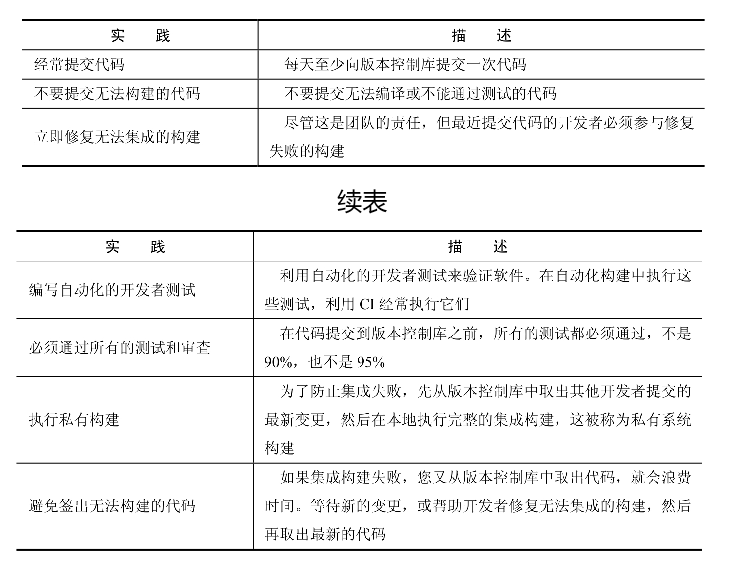 实 践 描 述
经常提交代码 每天至少向版本控制库提交一次代码
不要提交无法构建的代码 不要提交无法编译或不能通过测试的代码
立即修复无法集成的构建 尽管这是团队的责任，但最近提交代码的开发者必须参与修复
失败的构建
续表
实 践 描 述
编写自动化的开发者测试 利用自动化的开发者测试来验证软件。在自动化构建中执行这
些测试，利用 CI 经常执行它们
必须通过所有的测试和审查 在代码提交到版本控制库之前，所有的测试都必须通过，不是
90%，也不是 95%
执行私有构建 为了防止集成失败，先从版本控制库中取出其他开发者提交的
最新变更，然后在本地执行完整的集成构建，这被称为私有系统
构建
避免签出无法构建的代码 如果集成构建失败，您又从版本控制库中取出代码，就会浪费
时间。等待新的变更，或帮助开发者修复无法集成的构建，然后
再取出最新的代码